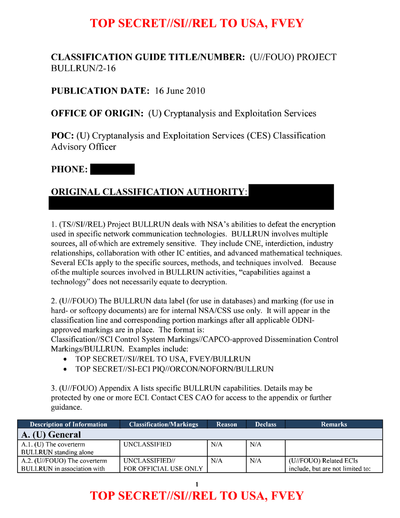 TOP SECRET//SI//REL TO USA, FVEY
CLASSIFICATION GUIDE TITLE/NUMBER: (U//FOUO) PROJECT
BULLRUN/2-16
PUBLICATION DATE: 16 June 2010
OFFICE OF ORIGIN: (U) Cryptanalysis and Exploitation Services
POC: (U) Cryptanalysis and Exploitation Services (CES) Classification
Advisory Officer
PHONE:
ORIGINAL CLASSIFICATION AUTHORITY:
1. (TS//SI//REL) Project BULLRUN deals with NSA's abilities to defeat the encryption
used in specific network communication technologies. BULLRUN involves multiple
sources, all of which are extremely sensitive. They include CNE, interdiction, industry
relationships, collaboration with other IC entities, and advanced mathematical techniques.
Several ECIs apply to the specific sources, methods, and techniques involved. Because
of the multiple sources involved in BULLRUN activities, "capabilities against a
technology" does not necessarily equate to decryption.
2. (U//FOUO) The BULLRUN data label (for use in databases) and marking (for use in
hard- or softcopy documents) are for internal NSA/CSS use only. It will appear in the
classification line and corresponding portion markings after all applicable ODNI-
approved markings are in place. The format is:
Classification//SCI Control System Markings//CAPCO-approved Dissemination Control
Markings/BULLRUN. Examples include:
• TOP SECRET//SI//REL TO USA, FVEY/BULLRUN
• TOP SECRET//SI-ECI PIQ//ORCON/NOFORN/BULLRUN
3. (U//FOUO) Appendix A lists specific BULLRUN capabilities. Details may be
protected by one or more ECI. Contact CES CAO for access to the appendix or further
guidance.
Description of Information Classification/Markings Reason Declass Remarks
A. (U) General
A.1. (U) The coverterm UNCLASSIFIED N/A N/A
BULLRUN standing alone
A.2. (U//FOUO) The coverterm UNCLASSIFIED// N/A N/A (U//FOUO) Related ECIs
BULLRUN in association with FOR OFFICIAL USE ONLY include, but are not limited to:
1
TOP SECRET//SI//REL TO USA, FVEY